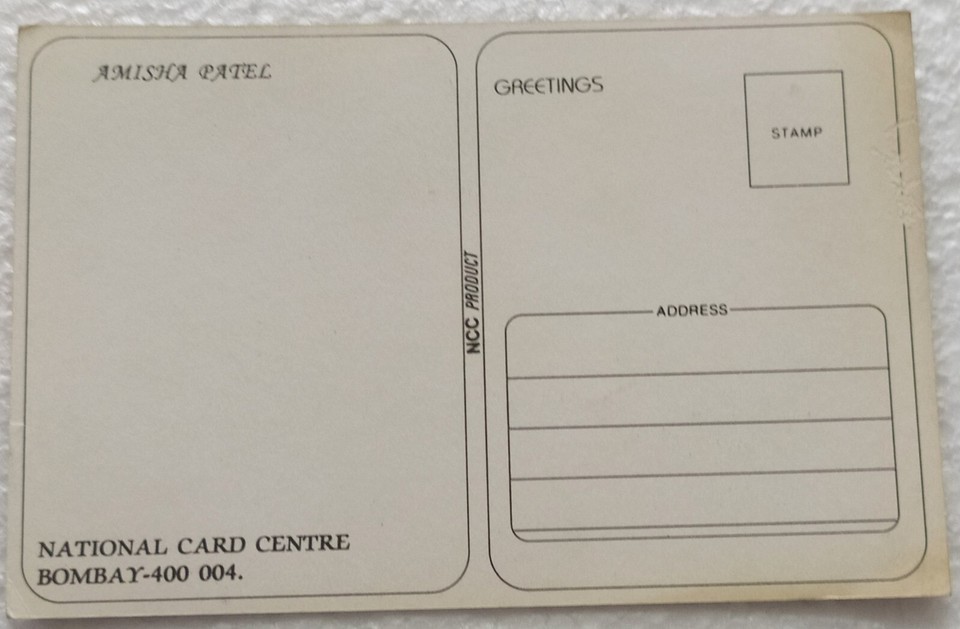 AMISHA PATEL
NATIONAL CARD CENTRE
BOMBAY-400 004.
NCC PRODUCT
GREETINGS
STAMP
ADDRESS